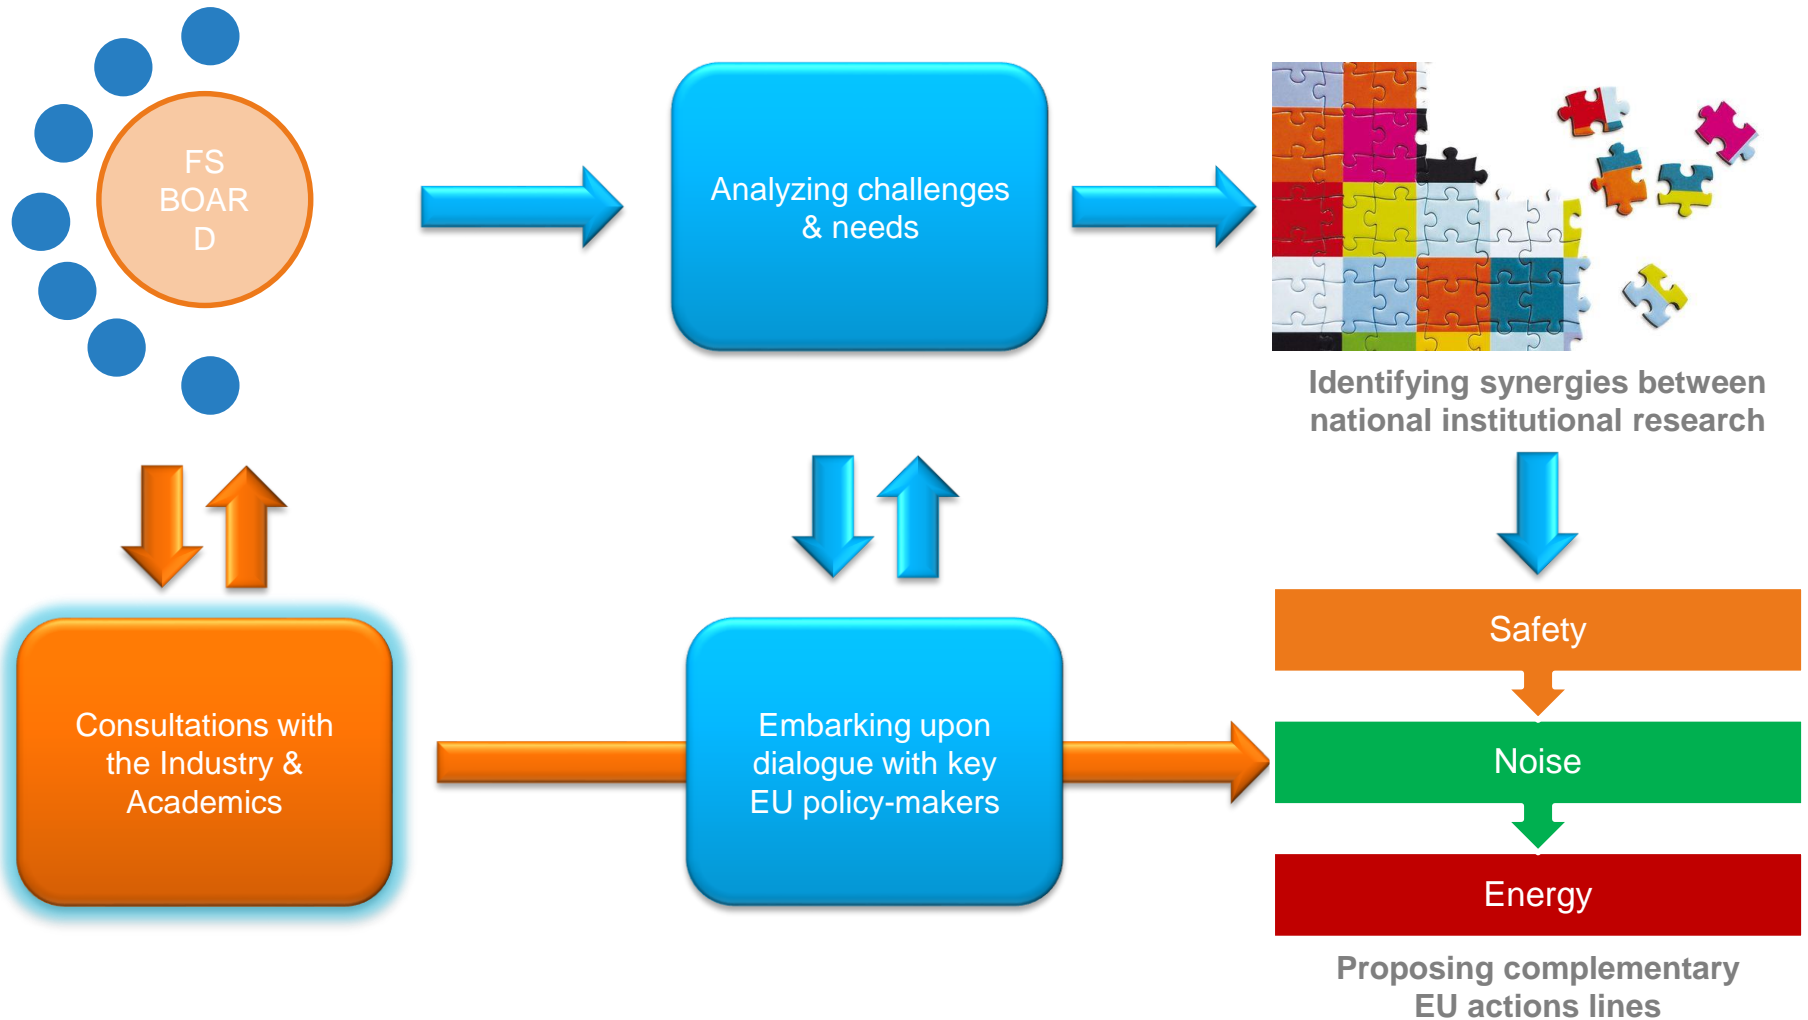 FS
BOAR
D
Analyzing challenges
& needs
Identifying synergies between
national institutional research
Consultations with
the Industry &
Academics
Embarking upon
dialogue with key
EU policy-makers
Safety
Noise
Energy
Proposing complementary
EU actions lines